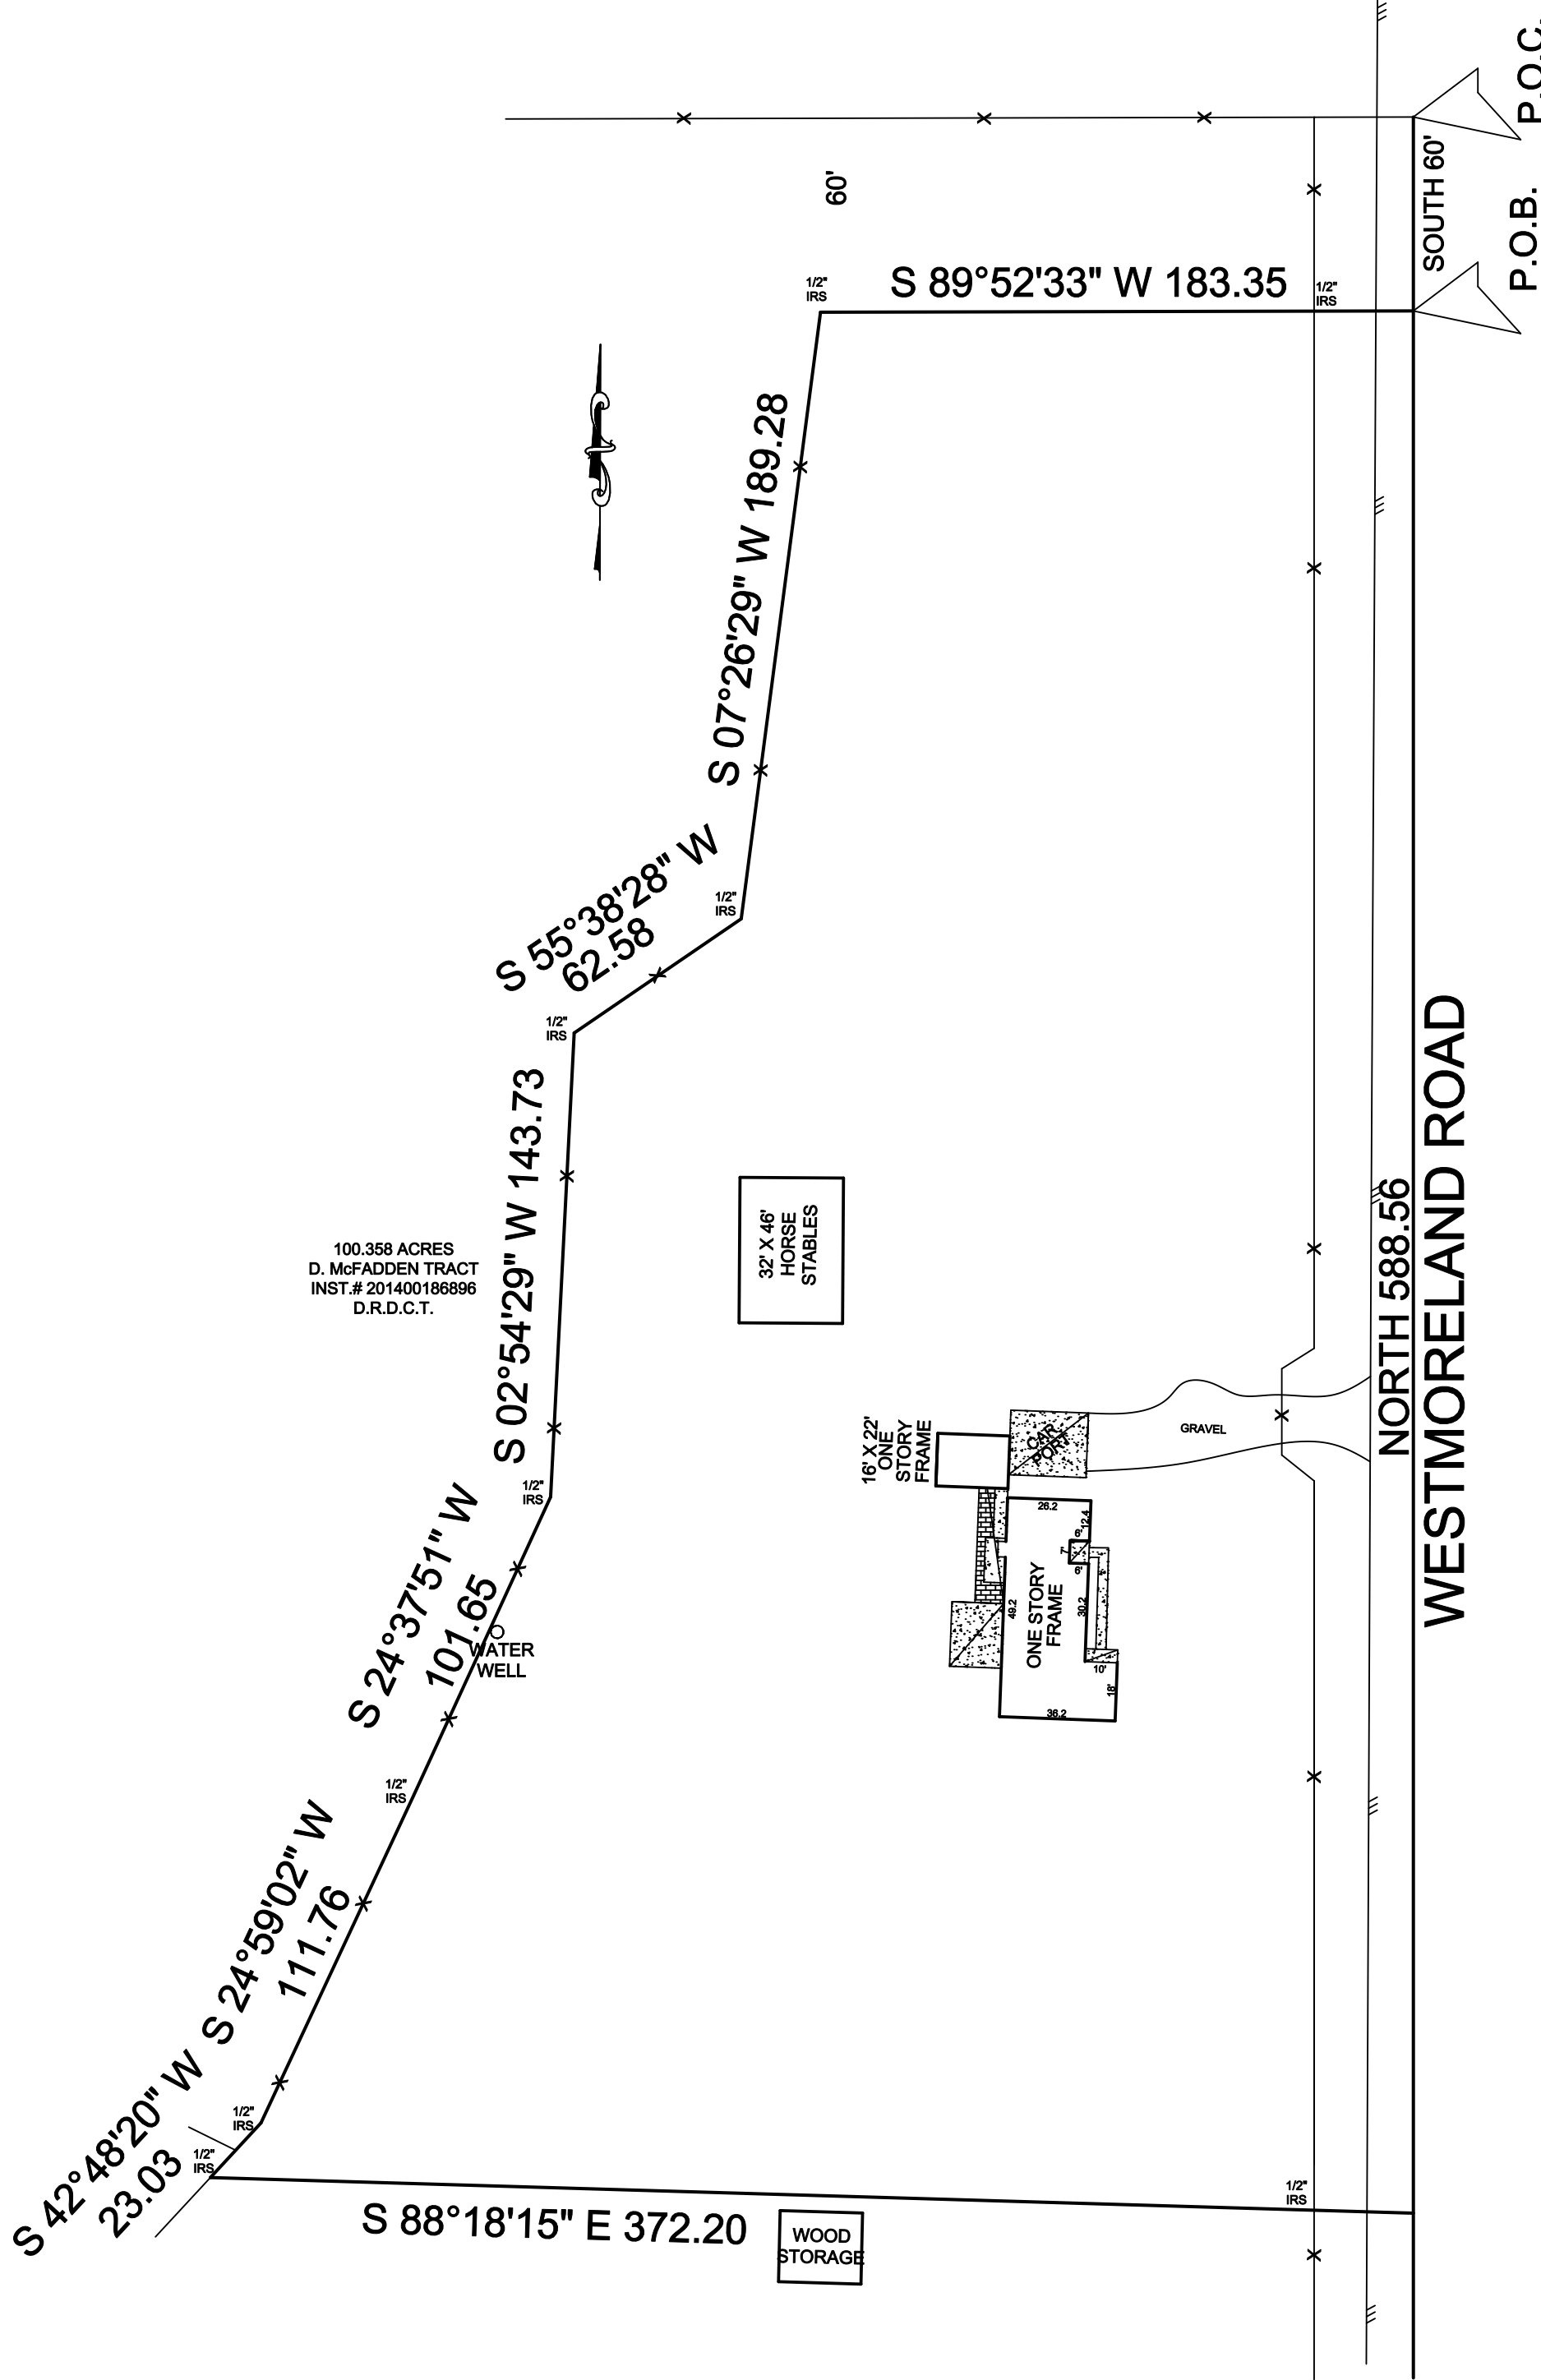 P.O.C.
SOUTH 60'
60'
P.O.B.
S 89°52'33" W 183.35
1/2"
IRS
1/2"
IRS
S 07°26'29" W 189.28
S 55°38'28" W
62.58
1/2"
IRS
1/2"
IRS
S 02°54'29" W 143.73
100.358 ACRES
D. McFADDEN TRACT
INST.# 201400186896
D.R.D.C.T.
32' X 46'
HORSE
STABLES
NORTH 588.56
WESTMORELAND ROAD
16' X 22'
ONE
STORY
FRAME
CAR
PORT
GRAVEL
1/2"
IRS
S 24°37'51" W
101.65
WATER
WELL
26.2
12.4
6'
7'
6'
49.2
30.2
ONE STORY
FRAME
10'
18'
36.2
1/2"
IRS
S 24°59'02" W
111.76
S 42°48'20" W
23.03
1/2"
IRS
1/2"
IRS
1/2"
IRS
S 88°18'15" E 372.20
WOOD
STORAGE